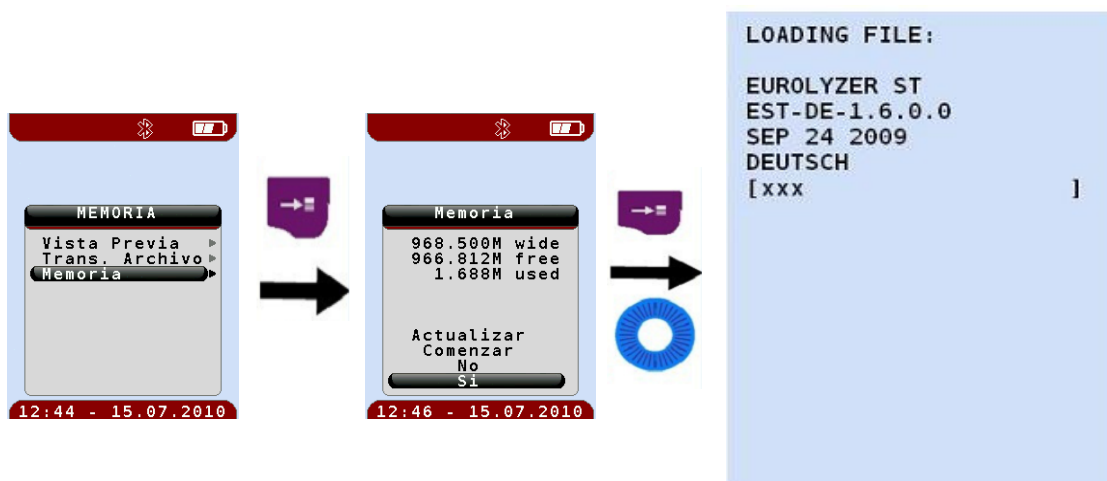 MEMORIA
Vista Previa
Trans. Archivo
Memoria
12:44 - 15.07.2010
Memoria
968.500M wide
966.812M free
1.688M used
Actualizar
Comenzar
No
Si
12:46 - 15.07.2010
LOADING FILE:
EUROLYZER ST
EST-DE-1.6.0.0
SEP 24 2009
DEUTSCH
[xxx ]